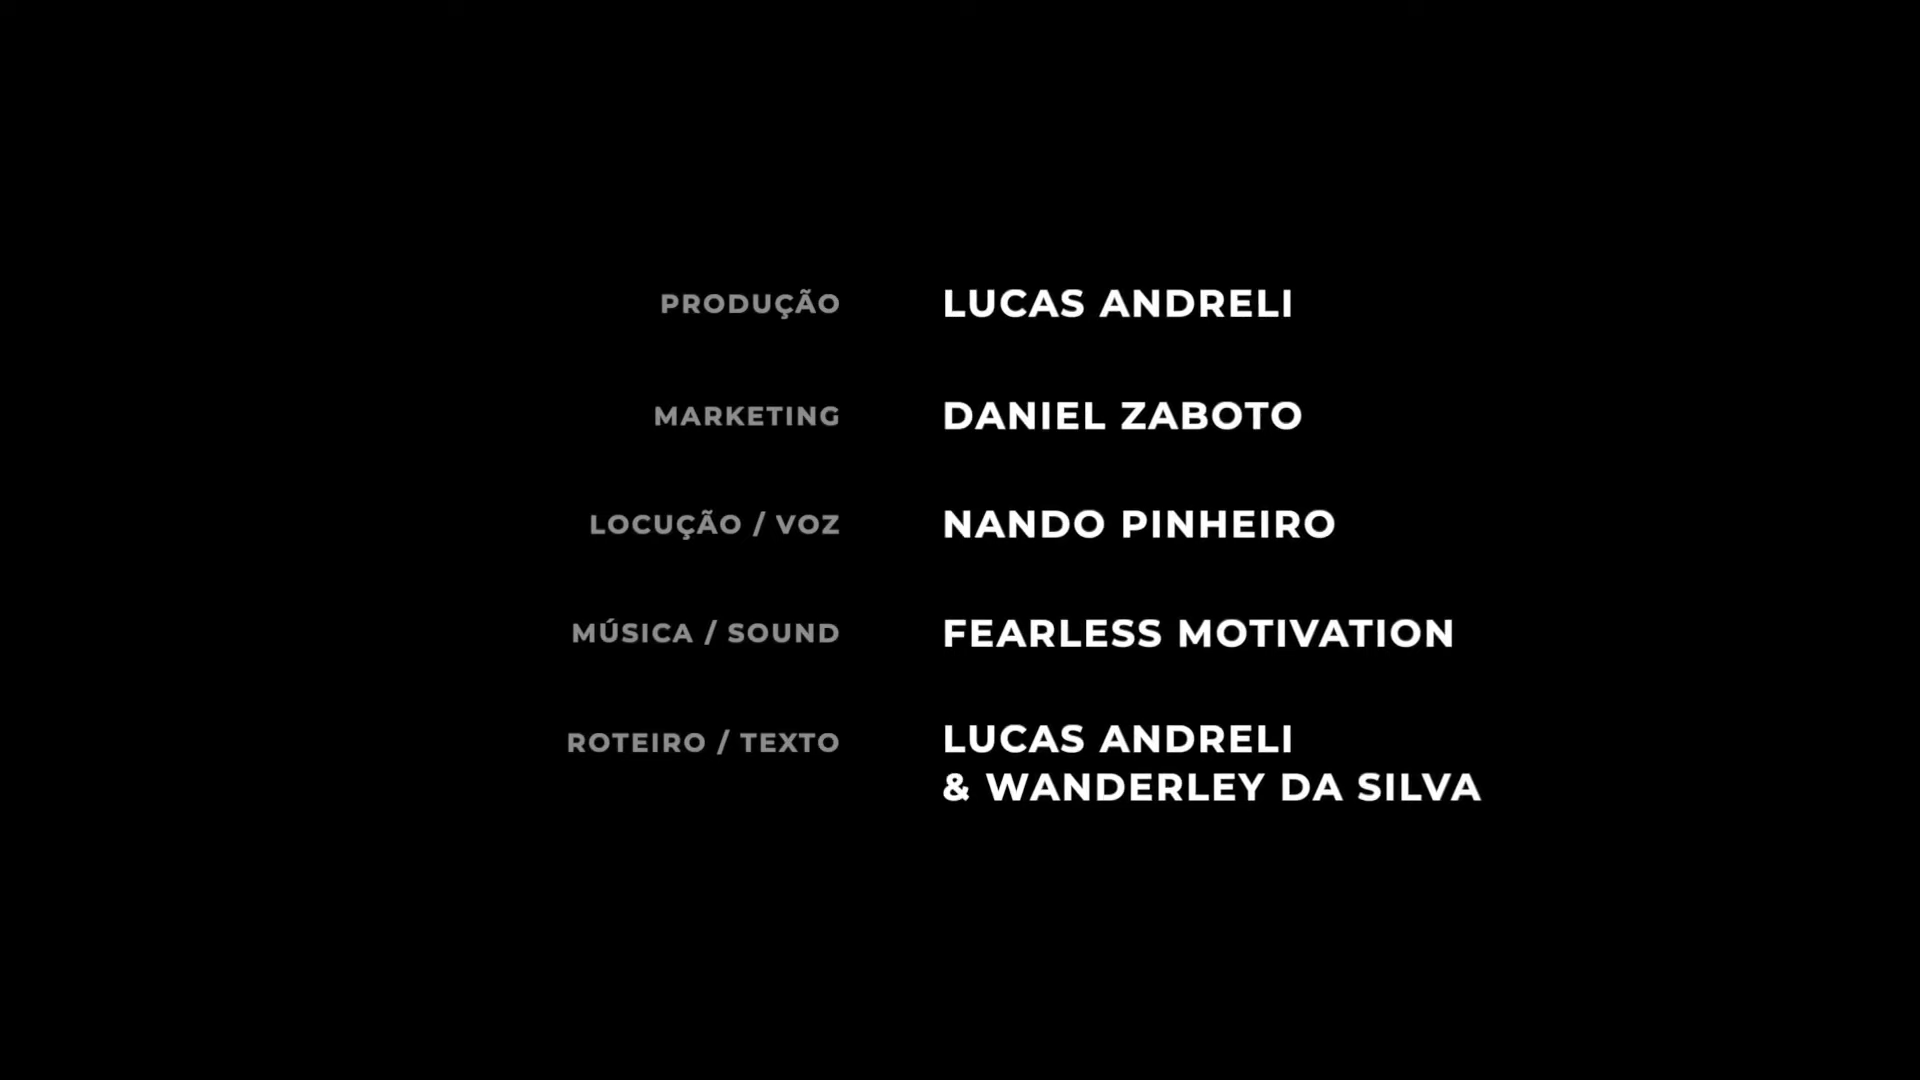 PRODUÇÃO LUCAS ANDRELI
MARKETING DANIEL ZABOTO
LOCUÇÃO / VOZ NANDO PINHEIRO
MÚSICA / SOUND FEARLESS MOTIVATION
ROTEIRO / TEXTO LUCAS ANDRELI
& WANDERLEY DA SILVA